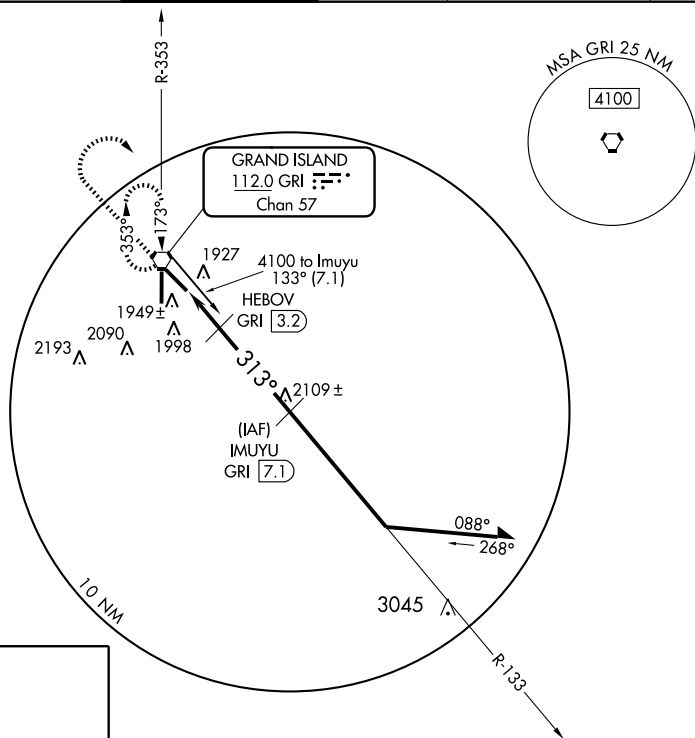 R-353
MSA GRI 25 NM
4100
GRAND ISLAND
112.0 GRI
Chan 57
353°
173°
1927
4100 to Imuyu
133° (7.1)
HEBOV
GRI 3.2
1949 ±
2193
2090
1998
313°
2109 ±
(IAF)
IMUYU
GRI 7.1
088°
268°
10 NM
3045
R-133